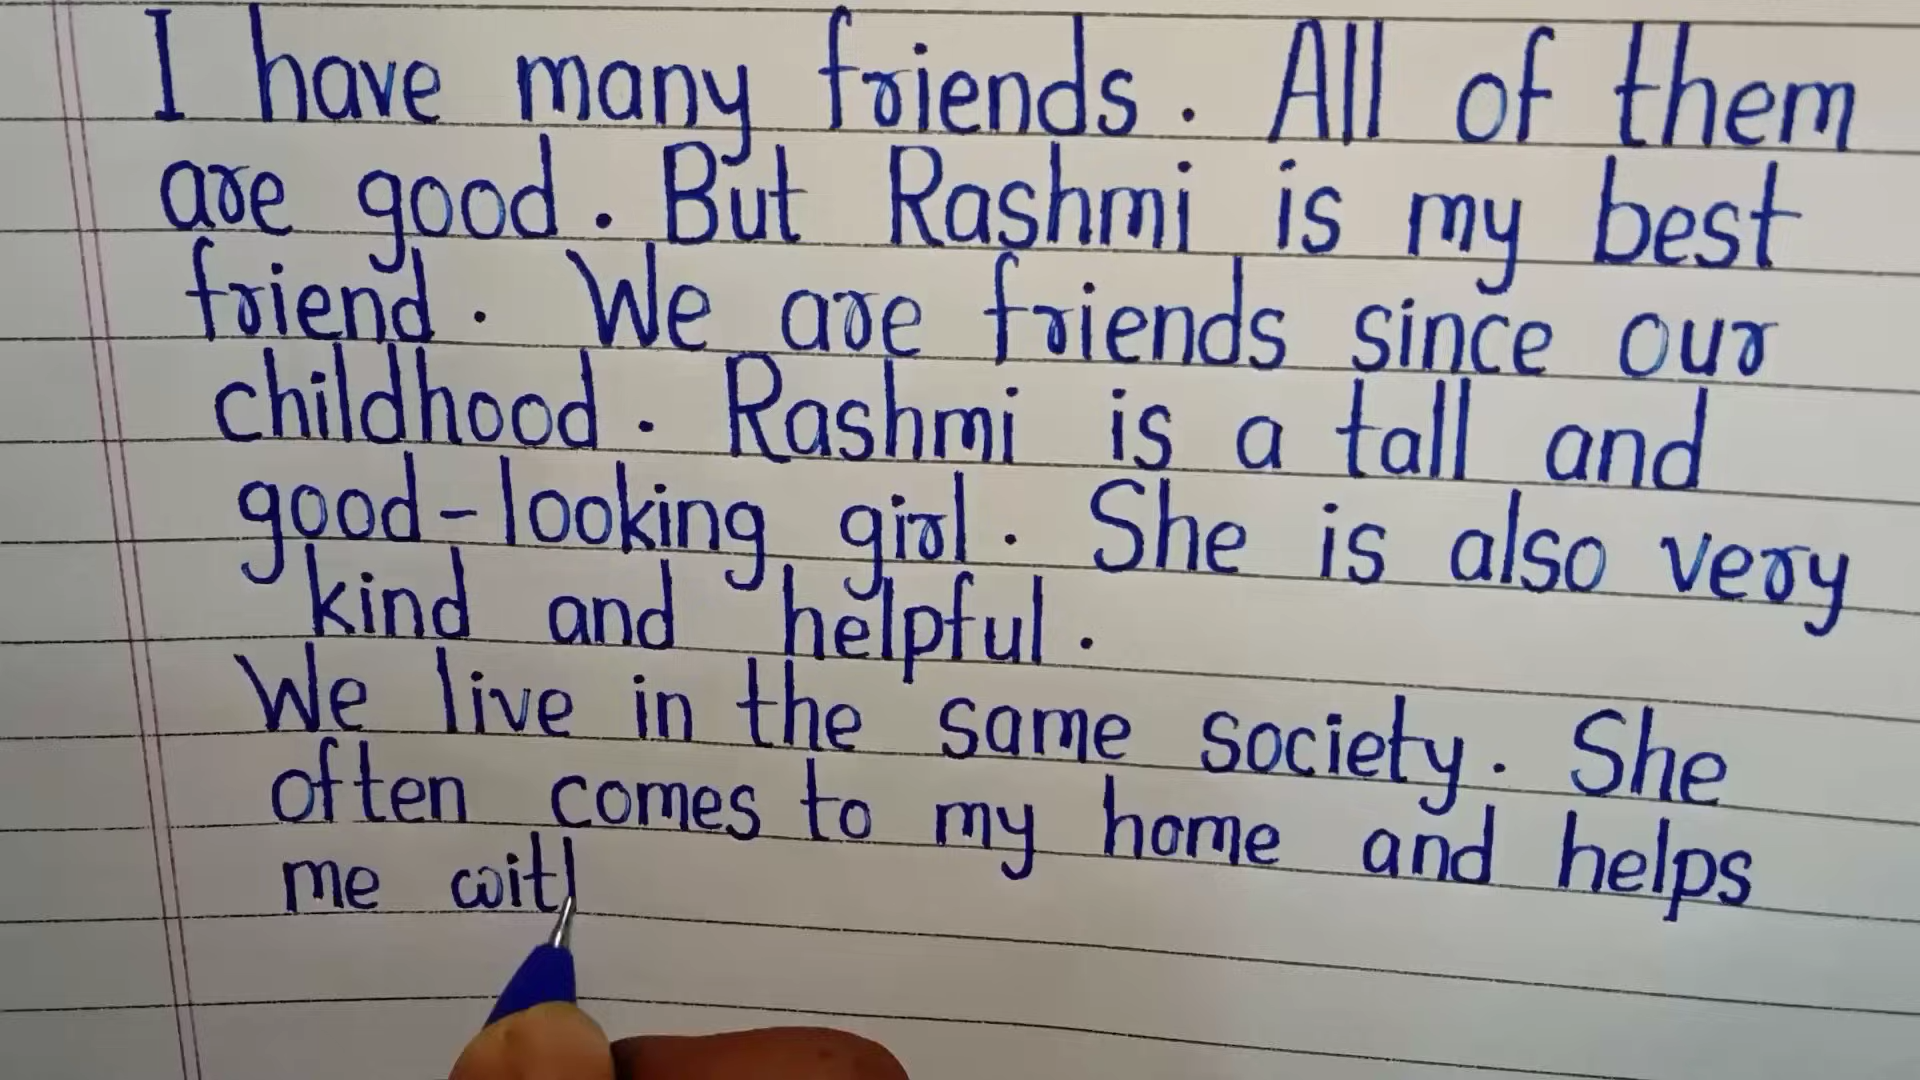 I have many friends. All of them
are good. But Rashmi is my best
friend. We are friends since our
childhood. Rashmi is a tall and
good-looking girl. She is also very
kind and helpful.
We live in the same society. She
often comes to my home and helps
me